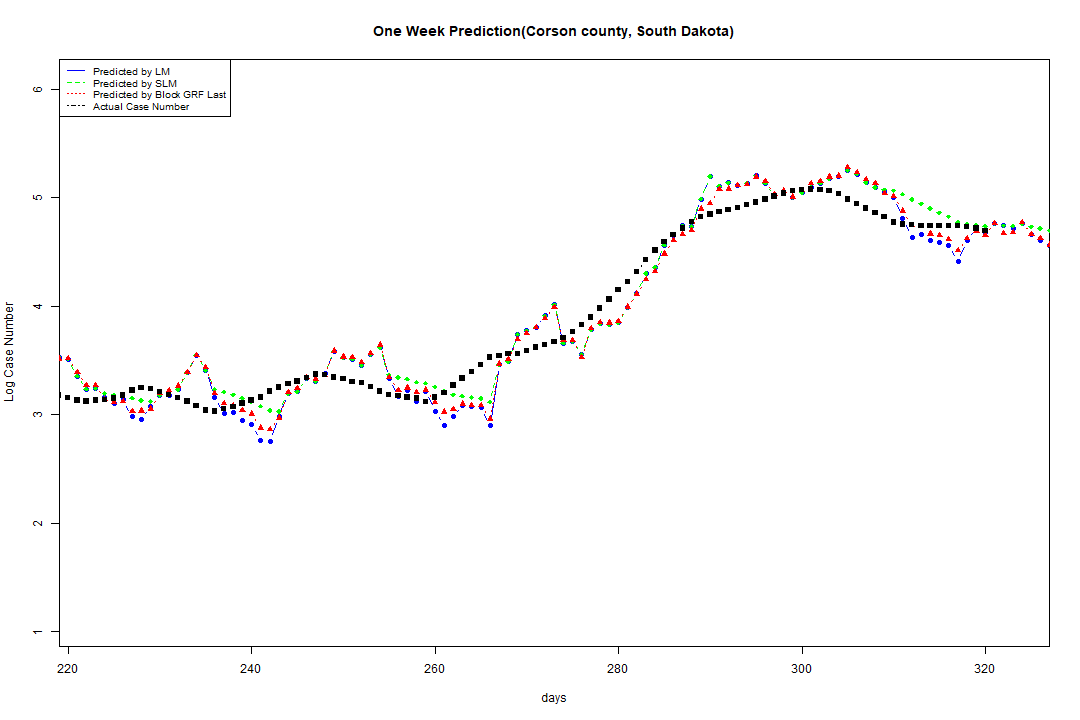 One Week Prediction(Corson county, South Dakota)
Predicted by LM
Predicted by SLM
Predicted by Block GRF Last
Actual Case Number
6
5
4
3
2
1
Log Case Number
220
240
260
280
300
320
days